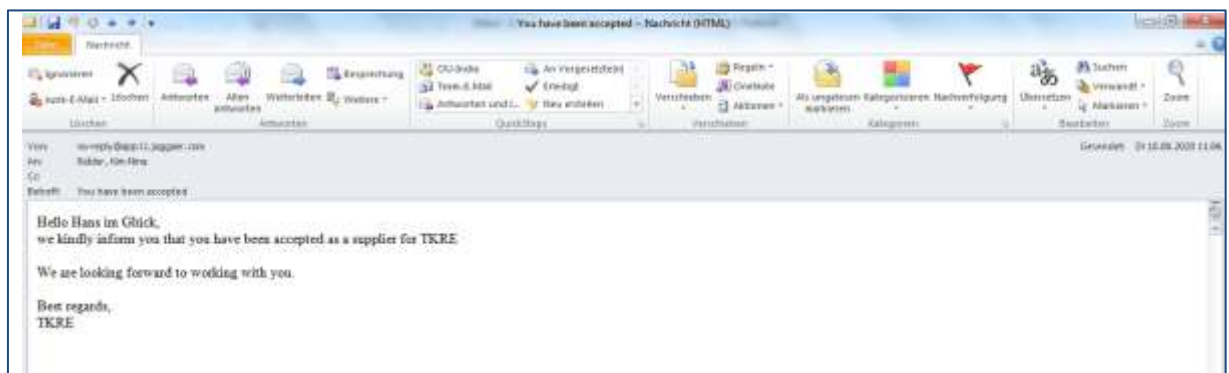 You have been accepted - Nachricht (HTML)
Nachricht
Ignorieren
Junk-E-Mail
Löschen
Antworten
Allen antworten
Weiterleiten
Besprechung
Weitere
Team-E-Mail
Antworten und L...
An Vorgesetzte(n)
Erledigt
Neu erstellen
Verschieben
Regeln
OneNote
Aktionen
Als ungelesen markieren
Kategorisieren
Nachverfolgung
Übersetzen
Suchen
Verwandt
Markieren
Zoom
Löschen
Antworten
QuickSteps
Verschieben
Kategorien
Bearbeiten
Zoom
Von:
An:
Cc:
Betreff: You have been accepted
Gesendet:
Hello Hans im Glück,
we kindly inform you that you have been accepted as a supplier for TKRE
We are looking forward to working with you.
Best regards,
TKRE